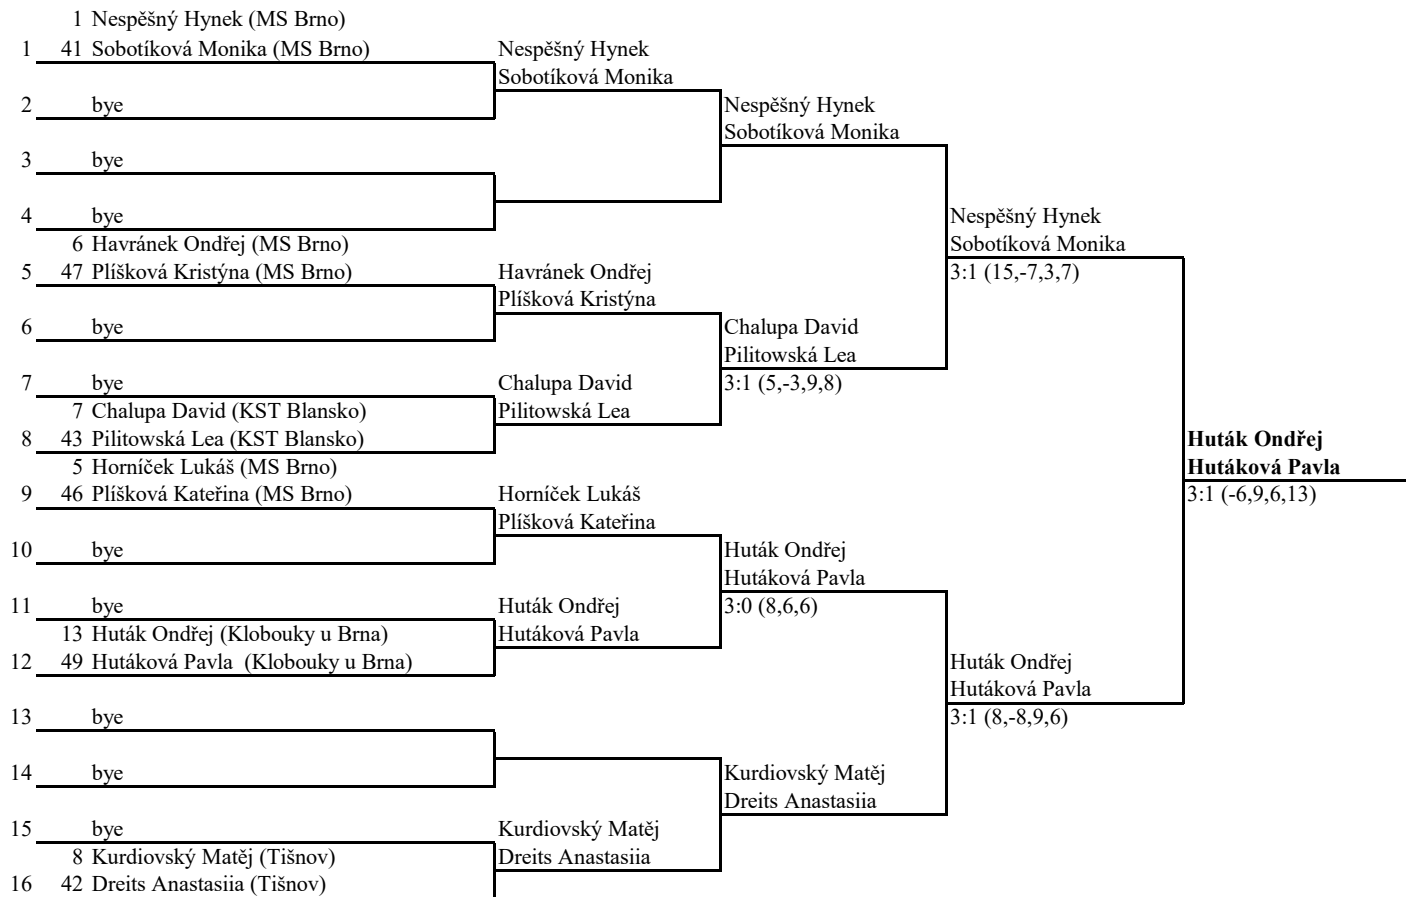 1 Nespěšný Hynek (MS Brno)
1 41 Sobotíková Monika (MS Brno) Nespěšný Hynek
Sobotíková Monika
2 bye Nespěšný Hynek
Sobotíková Monika
3 bye
4 bye Nespěšný Hynek
6 Havránek Ondřej (MS Brno) Sobotíková Monika
5 47 Plíšková Kristýna (MS Brno) Havránek Ondřej 3:1 (15,-7,3,7)
Plíšková Kristýna
6 bye Chalupa David
Pilitowská Lea
7 bye Chalupa David 3:1 (5,-3,9,8)
7 Chalupa David (KST Blansko) Pilitowská Lea
8 43 Pilitowská Lea (KST Blansko) Huták Ondřej
5 Horníček Lukáš (MS Brno) Hutáková Pavla
9 46 Plíšková Kateřina (MS Brno) Horníček Lukáš 3:1 (-6,9,6,13)
Plíšková Kateřina
10 bye Huták Ondřej
Hutáková Pavla
11 bye Huták Ondřej 3:0 (8,6,6)
13 Huták Ondřej (Klobouky u Brna) Hutáková Pavla
12 49 Hutáková Pavla (Klobouky u Brna) Huták Ondřej
Hutáková Pavla
13 bye 3:1 (8,-8,9,6)
14 bye Kurdiovský Matěj
Dreits Anastasiia
15 bye Kurdiovský Matěj
8 Kurdiovský Matěj (Tišnov) Dreits Anastasiia
16 42 Dreits Anastasiia (Tišnov)